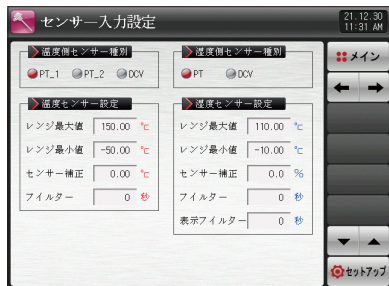 センサー入力設定
21.12.30
11:31 AM
温度側センサー種別
PT_1 PT_2 DCV
温度センサー設定
レンジ最大値 150.00 ℃
レンジ最小値 -50.00 ℃
センサー補正 0.00 ℃
フィルター 0 秒
湿度側センサー種別
PT DCV
湿度センサー設定
レンジ最大値 110.00 ℃
レンジ最小値 -10.00 ℃
センサー補正 0.0 %
フィルター 0 秒
表示フィルター 0 秒
メイン
セットアップ